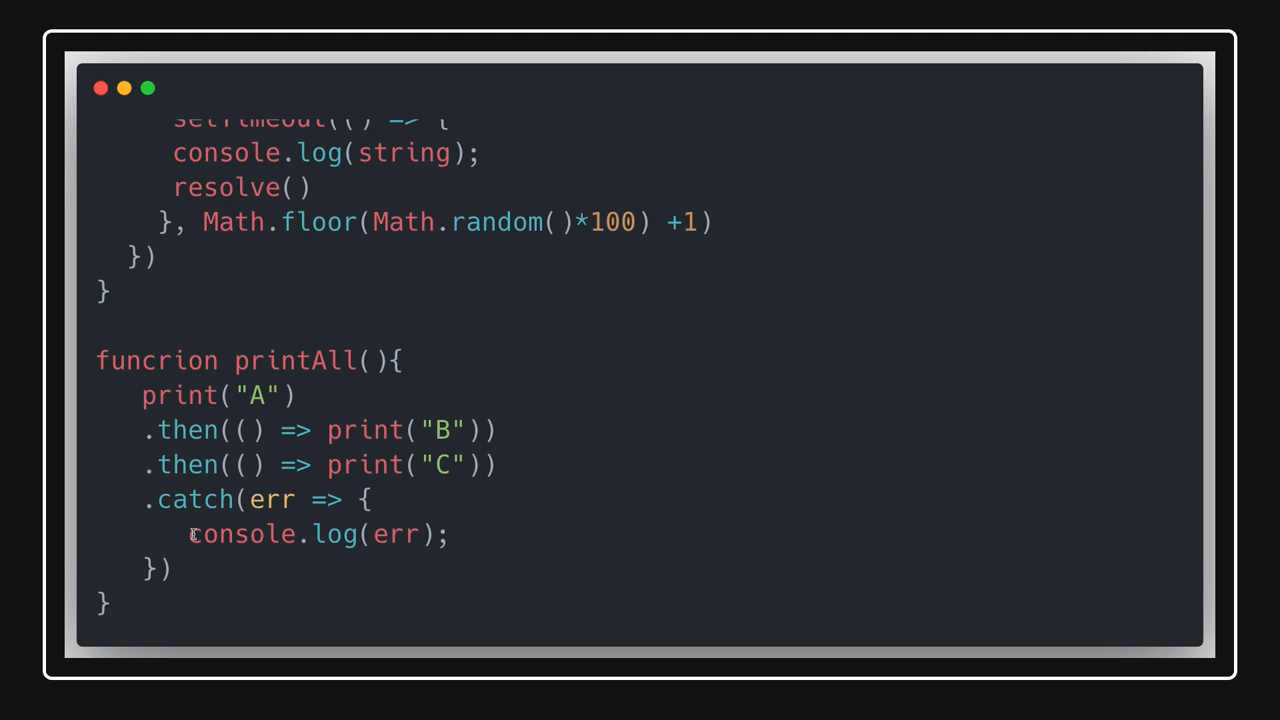 setTimeout(() => {
console.log(string);
resolve()
}, Math.floor(Math.random()*100) +1)
})
}
funcrion printAll(){
print("A")
.then(() => print("B"))
.then(() => print("C"))
.catch(err => {
console.log(err);
})
}